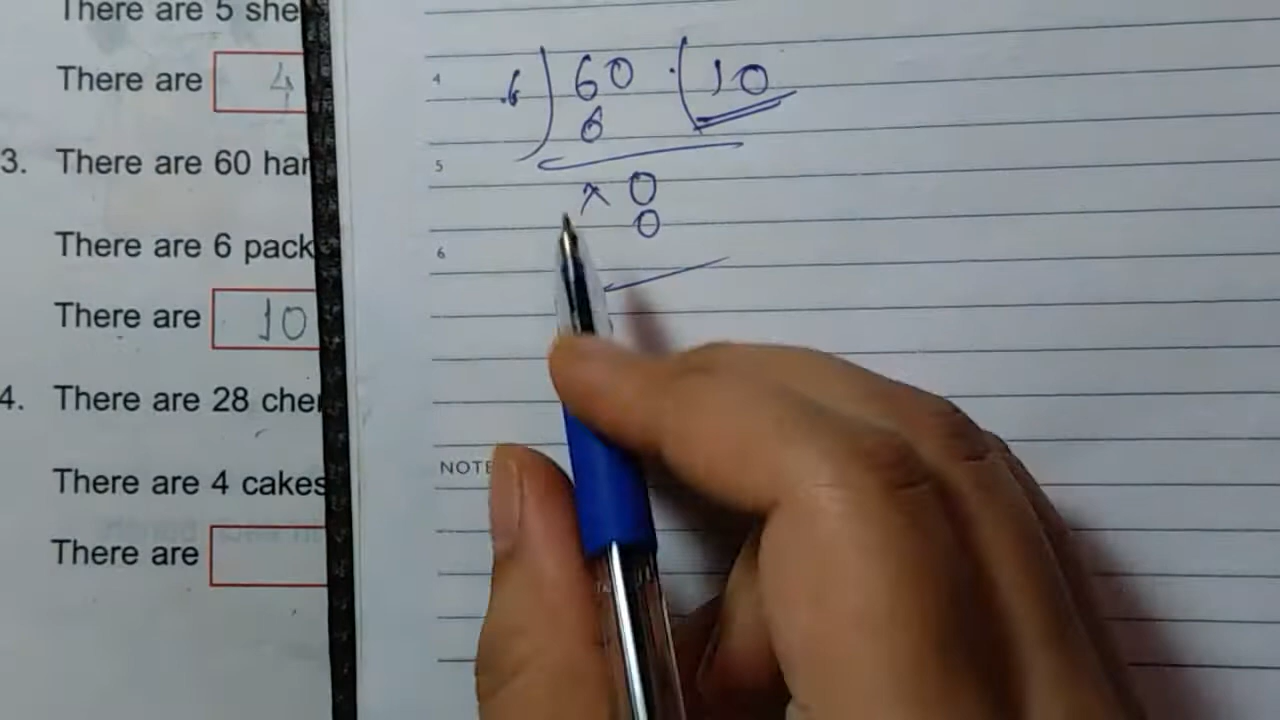 There are 5 she
There are 4
3. There are 60 har
There are 6 pack
There are 10
4. There are 28 che
There are 4 cakes
There are
4
.6 ) 60 . ( 10
6
5
× 0
0
6
NOTE